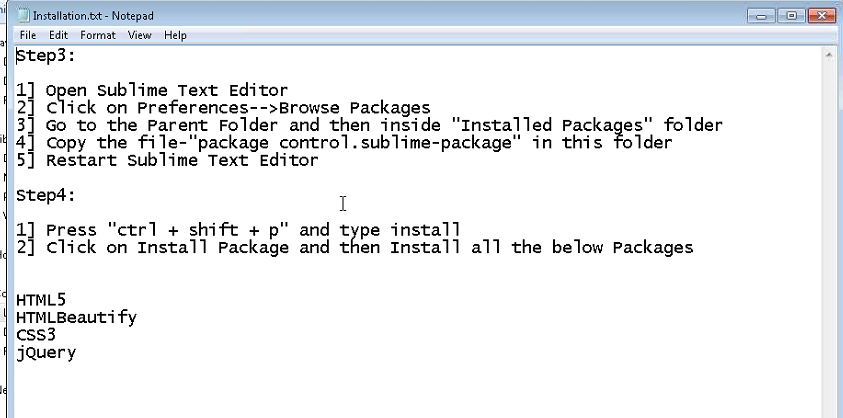 Installation.txt - Notepad
File Edit Format View Help
Step3:
1] Open Sublime Text Editor
2] Click on Preferences-->Browse Packages
3] Go to the Parent Folder and then inside "Installed Packages" folder
4] Copy the file-"package control.sublime-package" in this folder
5] Restart Sublime Text Editor
Step4:
1] Press "ctrl + shift + p" and type install
2] Click on Install Package and then Install all the below Packages
HTML5
HTMLBeautify
CSS3
jQuery